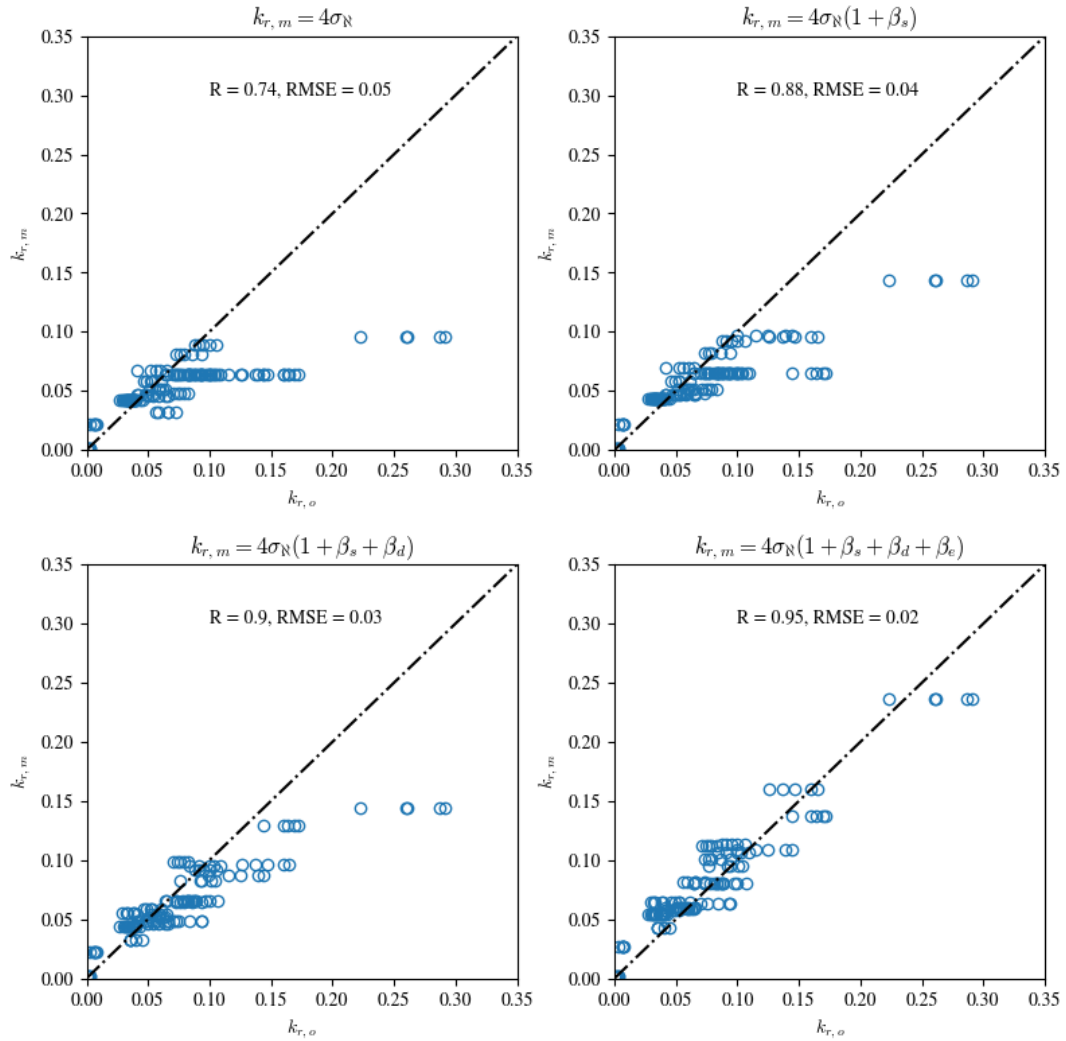 k_{r, m} = 4σ_ℵ
0.35
0.30
0.25
0.20
0.15
0.10
0.05
0.00
k_{r, m}
R = 0.74, RMSE = 0.05
0.00 0.05 0.10 0.15 0.20 0.25 0.30 0.35
k_{r, o}
k_{r, m} = 4σ_ℵ(1 + β_s)
0.35
0.30
0.25
0.20
0.15
0.10
0.05
0.00
k_{r, m}
R = 0.88, RMSE = 0.04
0.00 0.05 0.10 0.15 0.20 0.25 0.30 0.35
k_{r, o}
k_{r, m} = 4σ_ℵ(1 + β_s + β_d)
0.35
0.30
0.25
0.20
0.15
0.10
0.05
0.00
k_{r, m}
R = 0.9, RMSE = 0.03
0.00 0.05 0.10 0.15 0.20 0.25 0.30 0.35
k_{r, o}
k_{r, m} = 4σ_ℵ(1 + β_s + β_d + β_e)
0.35
0.30
0.25
0.20
0.15
0.10
0.05
0.00
k_{r, m}
R = 0.95, RMSE = 0.02
0.00 0.05 0.10 0.15 0.20 0.25 0.30 0.35
k_{r, o}